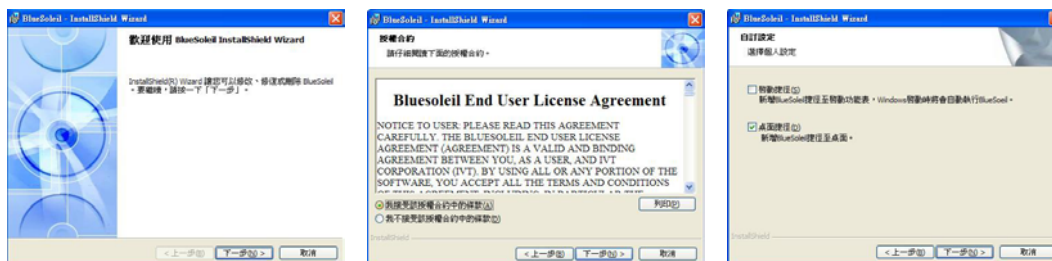 BlueSoleil - InstallShield Wizard
歡迎使用 BlueSoleil InstallShield Wizard
InstallShield(R) Wizard 讓您可以修改、修復或刪除 BlueSoleil
。要繼續，請按一下「下一步」。
<上一步(B)
下一步(N) >
取消
BlueSoleil - InstallShield Wizard
授權合約
請仔細閱讀下面的授權合約。
Bluesoleil End User License Agreement
NOTICE TO USER: PLEASE READ THIS AGREEMENT
CAREFULLY. THE BLUESOLEIL END USER LICENSE
AGREEMENT (AGREEMENT) IS A VALID AND BINDING
AGREEMENT BETWEEN YOU, AS A USER, AND IVT
CORPORATION (IVT). BY USING ALL OR ANY PORTION OF THE
SOFTWARE, YOU ACCEPT ALL THE TERMS AND CONDITIONS
OF THIS AGREEMENT, INCLUDING, IN PARTICULAR THE
我接受該授權合約中的條款(A)
列印(P)
我不接受該授權合約中的條款(D)
InstallShield
<上一步(B)
下一步(N) >
取消
BlueSoleil - InstallShield Wizard
自訂設定
選擇個人設定
啓動捷徑(S)
新增BlueSoleil捷徑至啓動功能表，Windows啓動時將會自動執行BlueSoeil。
桌面捷徑(D)
新增BlueSoleil捷徑至桌面。
InstallShield
<上一步(B)
下一步(N) >
取消